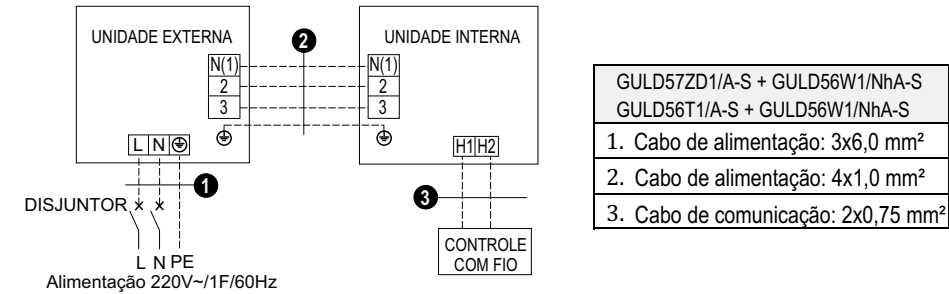 UNIDADE EXTERNA
2
UNIDADE INTERNA
N(1)
2
3
N(1)
2
3
L N
H1 H2
1
DISJUNTOR
3
L N PE
Alimentação 220V~/1F/60Hz
CONTROLE
COM FIO
GULD57ZD1/A-S + GULD56W1/NhA-S
GULD56T1/A-S + GULD56W1/NhA-S
1. Cabo de alimentação: 3x6,0 mm²
2. Cabo de alimentação: 4x1,0 mm²
3. Cabo de comunicação: 2x0,75 mm²